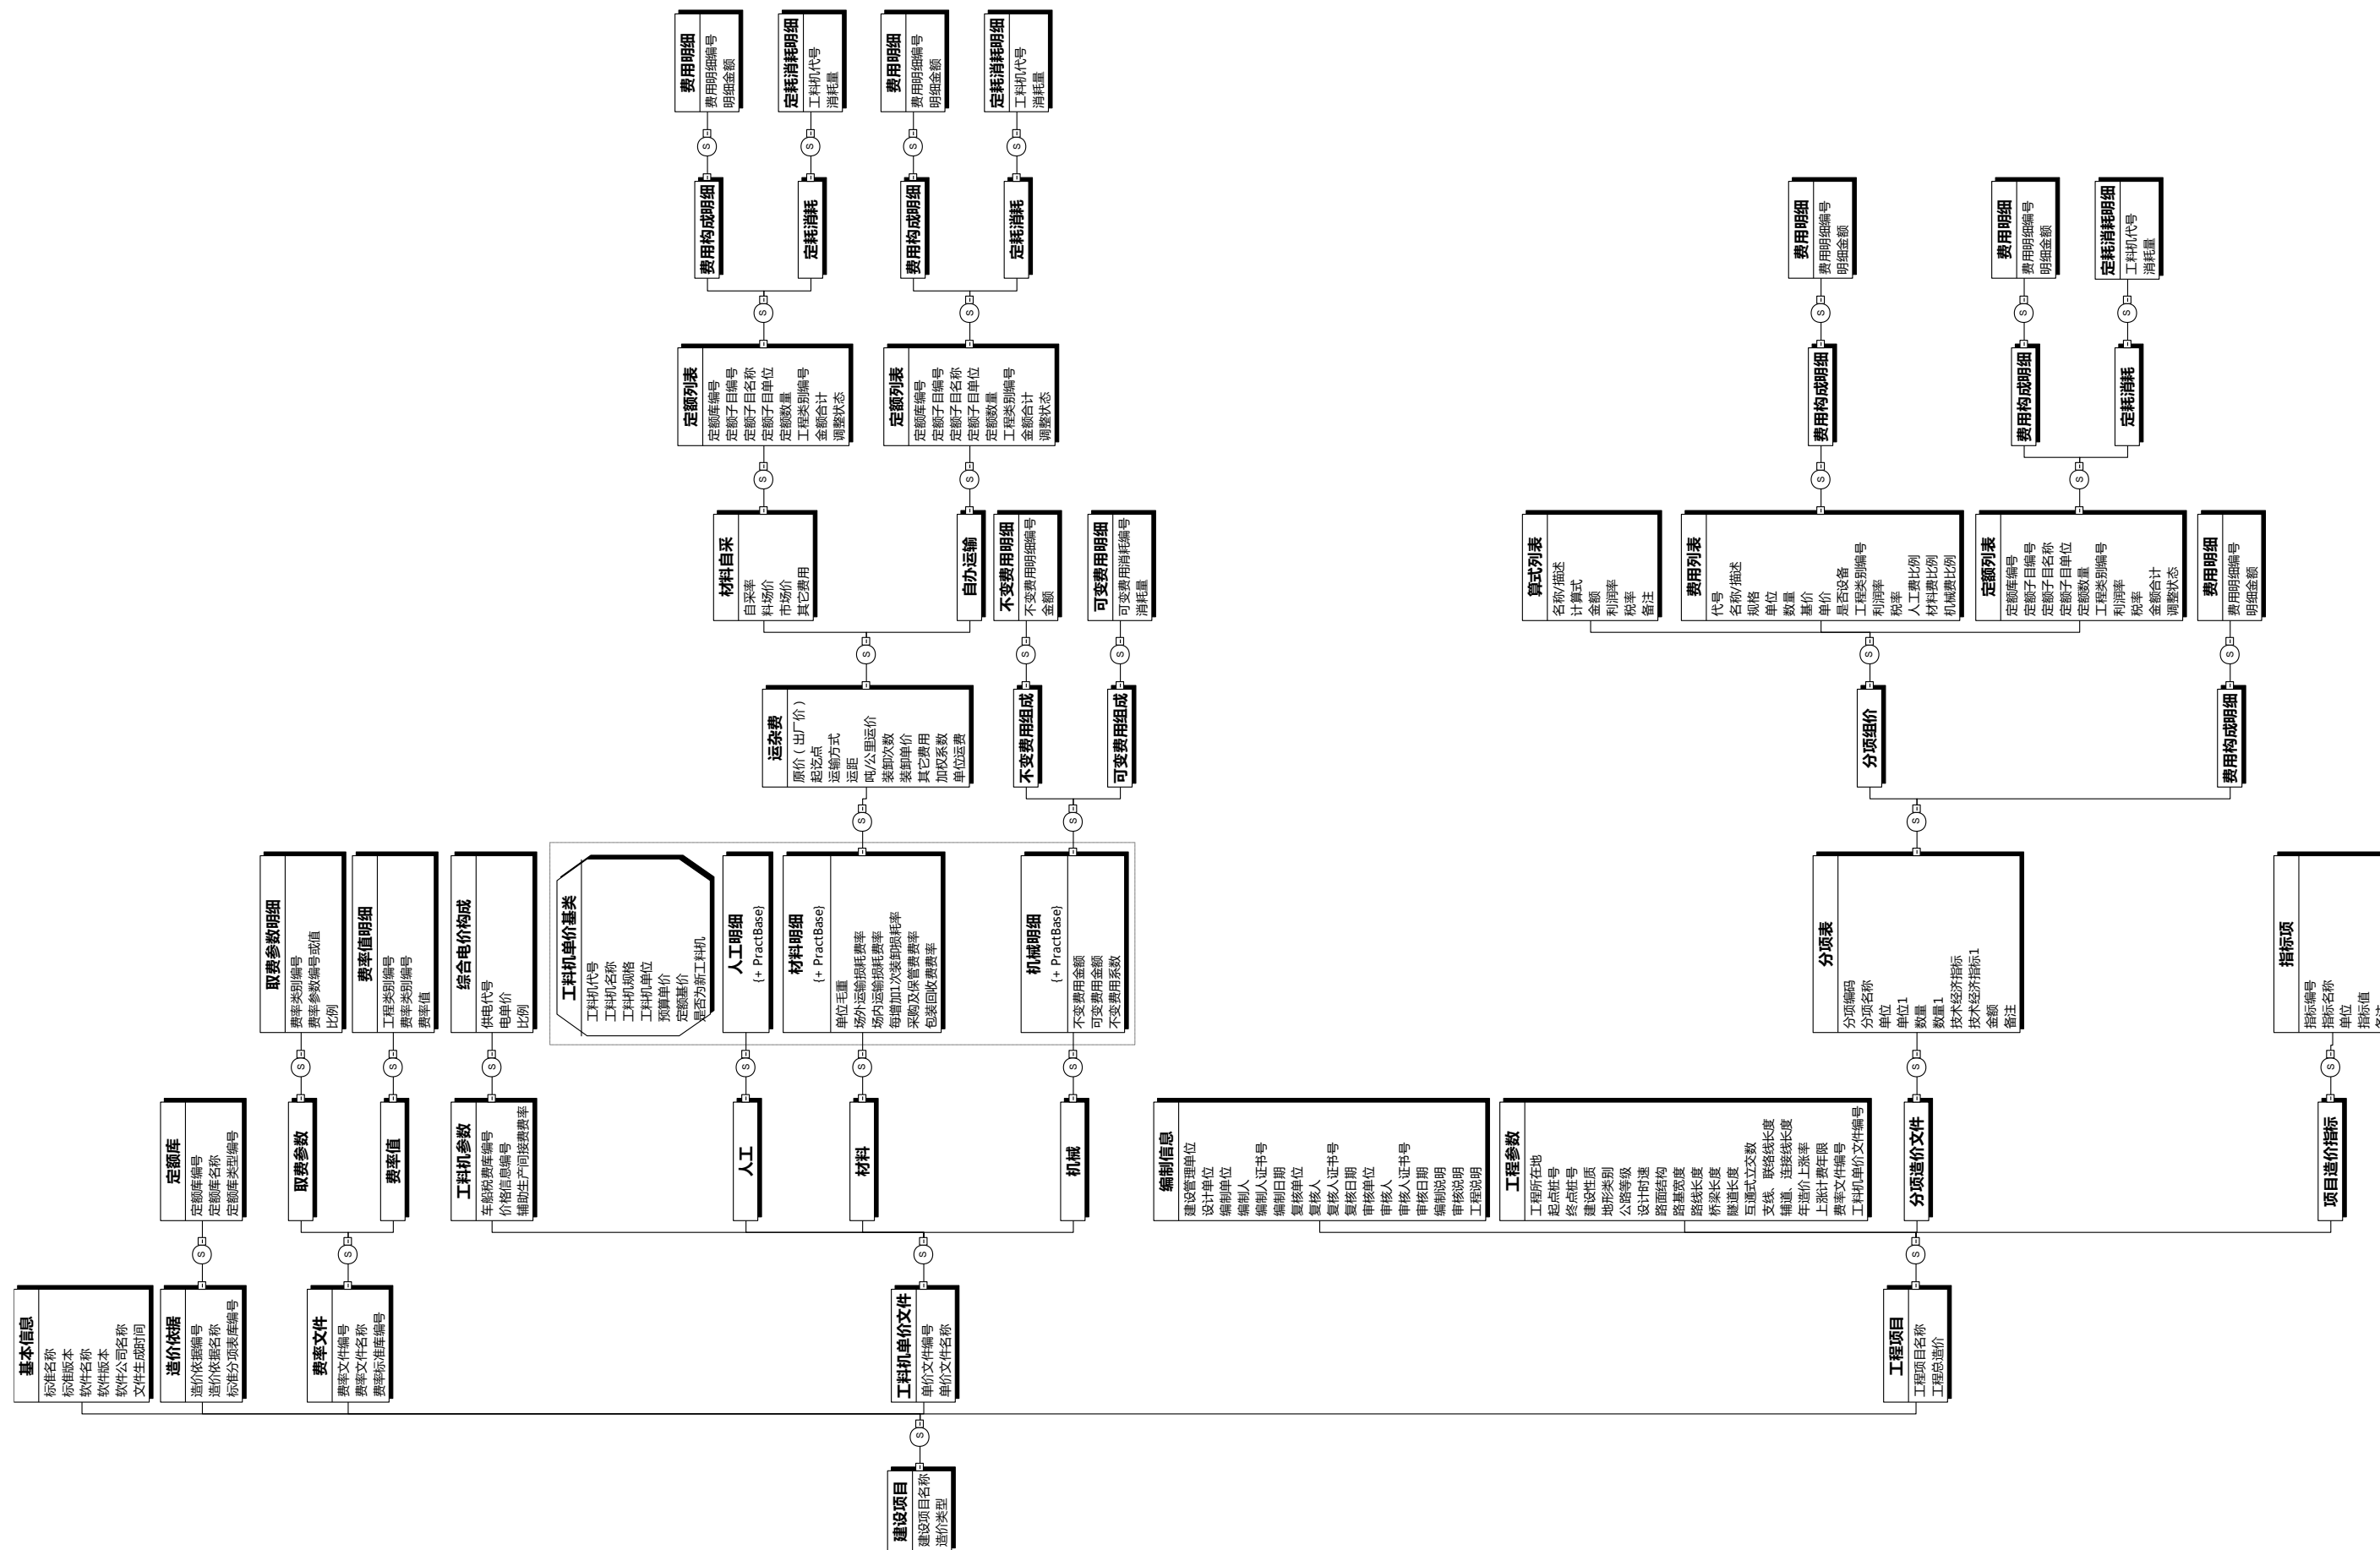 建设项目
建设项目名称
造价类型
基本信息
标准名称
标准版本
软件名称
软件版本
软件公司名称
文件生成时间
造价依据
造价依据编号
造价依据名称
标准分项表库编号
费率文件
费率文件编号
费率文件名称
费率标准库编号
工料机单价文件
单价文件编号
单价文件名称
工程项目
工程项目名称
工程总造价
定额库
定额库编号
定额库名称
定额库类型编号
取费参数
费率值
工料机参数
车船税费库编号
价格信息编号
辅助生产间接费费率
人工
材料
机械
编制信息
建设管理单位
设计单位
编制单位
编制人
编制人证书号
编制日期
复核单位
复核人
复核人证书号
复核日期
审核单位
审核人
审核人证书号
审核日期
编制说明
审核说明
工程说明
工程参数
工程所在地
起点桩号
终点桩号
建设性质
地形类别
公路等级
设计时速
路面结构
路基宽度
路线长度
桥梁长度
隧道长度
互通式立交数
支线、联络线长度
辅道、连接线长度
年造价上涨率
上涨计费年限
费率文件编号
工料机单价文件编号
分项造价文件
项目造价指标
取费参数明细
费率类别编号
费率参数编号或值
比例
费率值明细
工程类别编号
费率类别编号
费率值
综合电价构成
供电代号
电单价
比例
工料机单价基类
工料机代号
工料机名称
工料机规格
工料机单位
预算单价
定额基价
是否为新工料机
人工明细
{+ PractBase}
材料明细
{+ PractBase}
单位毛重
场外运输损耗费率
场内运输损耗费率
每增加1次装卸损耗率
采购及保管费费率
包装回收费费率
机械明细
{+ PractBase}
不变费用金额
可变费用金额
不变费用系数
分项表
分项编码
分项名称
单位
单位1
数量
数量1
技术经济指标
技术经济指标1
金额
备注
指标项
指标编号
指标名称
单位
指标值
运杂费
原价（出厂价）
起讫点
运输方式
运距
吨/公里运价
装卸次数
装卸单价
其它费用
加权系数
单位运费
不变费用组成
可变费用组成
分项组价
费用构成明细
材料自采
自采率
料场价
市场价
其它费用
自办运输
不变费用明细
不变费用明细编号
金额
可变费用明细
可变费用消耗编号
消耗量
算式列表
名称/描述
计算式
金额
利润率
税率
备注
费用列表
代号
名称/描述
规格
单位
数量
基价
单价
是否设备
工程类别编号
利润率
税率
人工费比例
材料费比例
机械费比例
定额列表
定额库编号
定额子目编号
定额子目名称
定额子目单位
定额数量
工程类别编号
利润率
税率
金额合计
调整状态
费用明细
费用明细编号
明细金额
定额列表
定额库编号
定额子目编号
定额子目名称
定额子目单位
定额数量
工程类别编号
金额合计
调整状态
定额列表
定额库编号
定额子目编号
定额子目名称
定额子目单位
定额数量
工程类别编号
金额合计
调整状态
费用构成明细
费用构成明细
定耗消耗
费用构成明细
定耗消耗
费用构成明细
定耗消耗
费用明细
费用明细编号
明细金额
费用明细
费用明细编号
明细金额
定耗消耗明细
工料机代号
消耗量
费用明细
费用明细编号
明细金额
定耗消耗明细
工料机代号
消耗量
费用明细
费用明细编号
明细金额
定耗消耗明细
工料机代号
消耗量